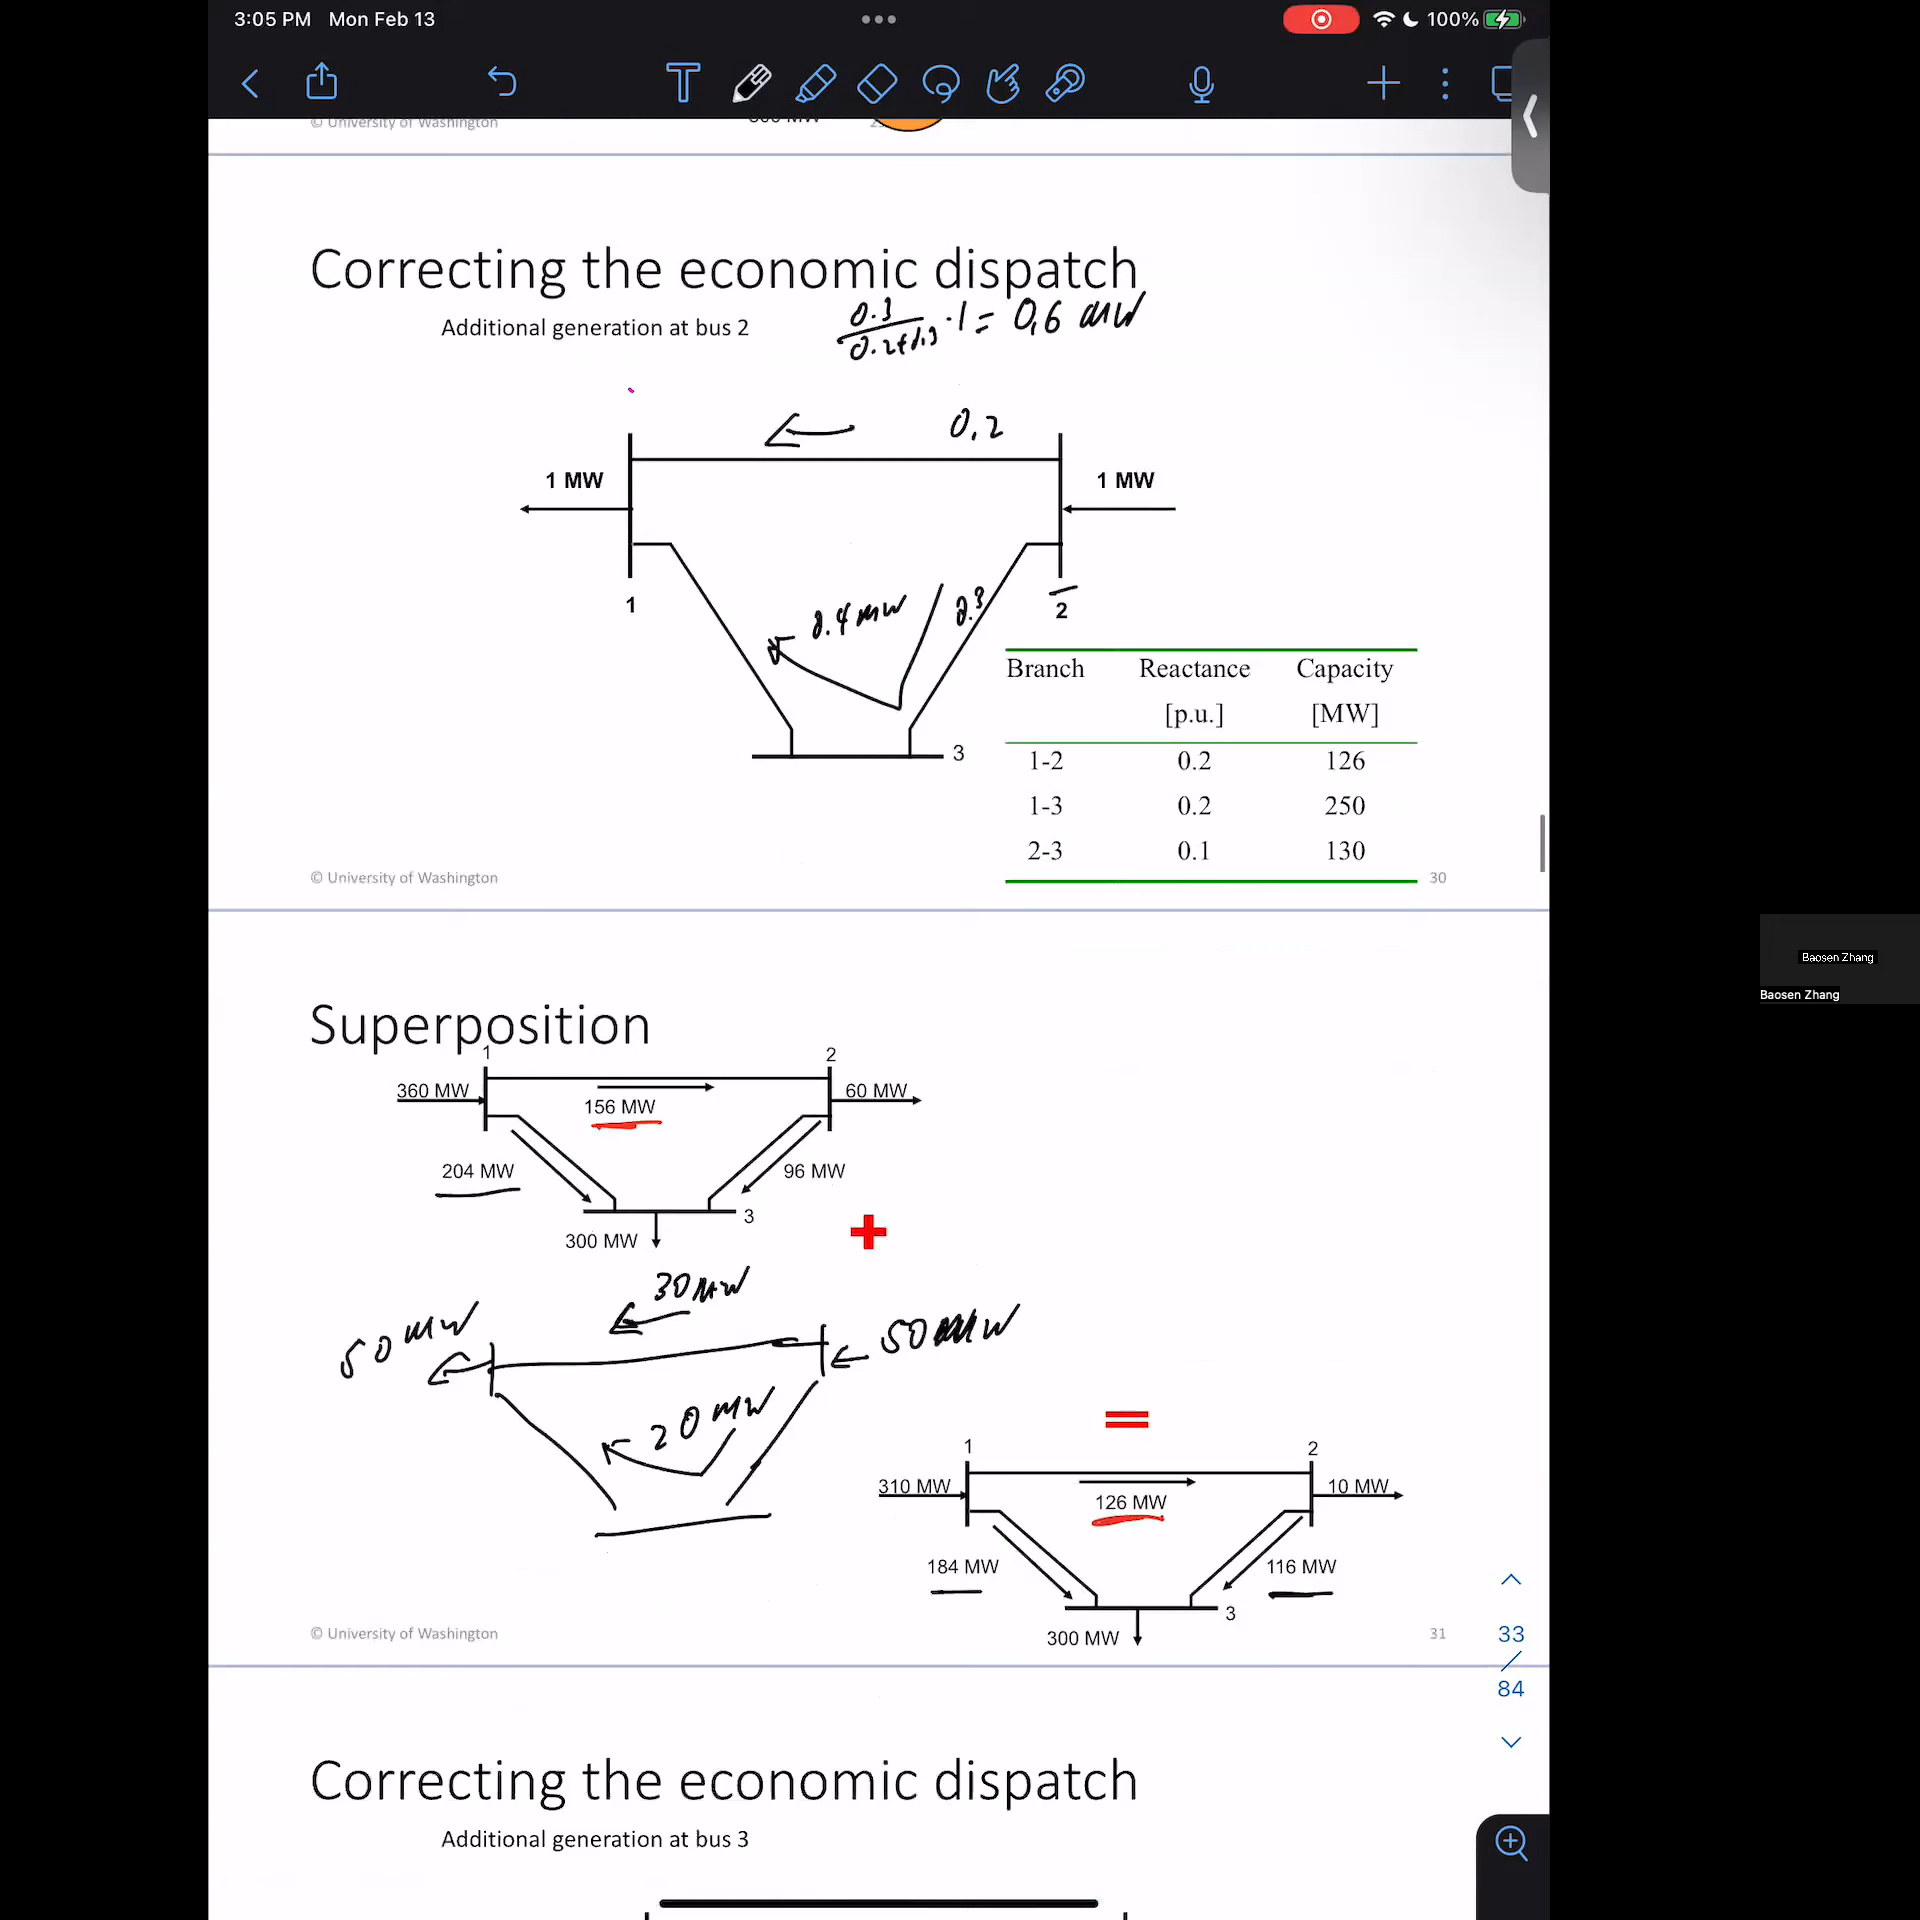 3:05 PM Mon Feb 13
100%
© University of Washington
Correcting the economic dispatch
Additional generation at bus 2
0.3
0.2+0.3 · 1 = 0,6 MW
0,2
1 MW
1 MW
1
0.4 MW
0.3
2
3
Branch Reactance Capacity
[p.u.] [MW]
1-2 0.2 126
1-3 0.2 250
2-3 0.1 130
© University of Washington
30
Superposition
1
2
360 MW
60 MW
156 MW
204 MW
96 MW
3
300 MW
+
30 MW
50 MW
50 MW
20 MW
=
1
2
310 MW
10 MW
126 MW
184 MW
116 MW
3
300 MW
© University of Washington
31
33
/
84
Correcting the economic dispatch
Additional generation at bus 3
Baosen Zhang
Baosen Zhang